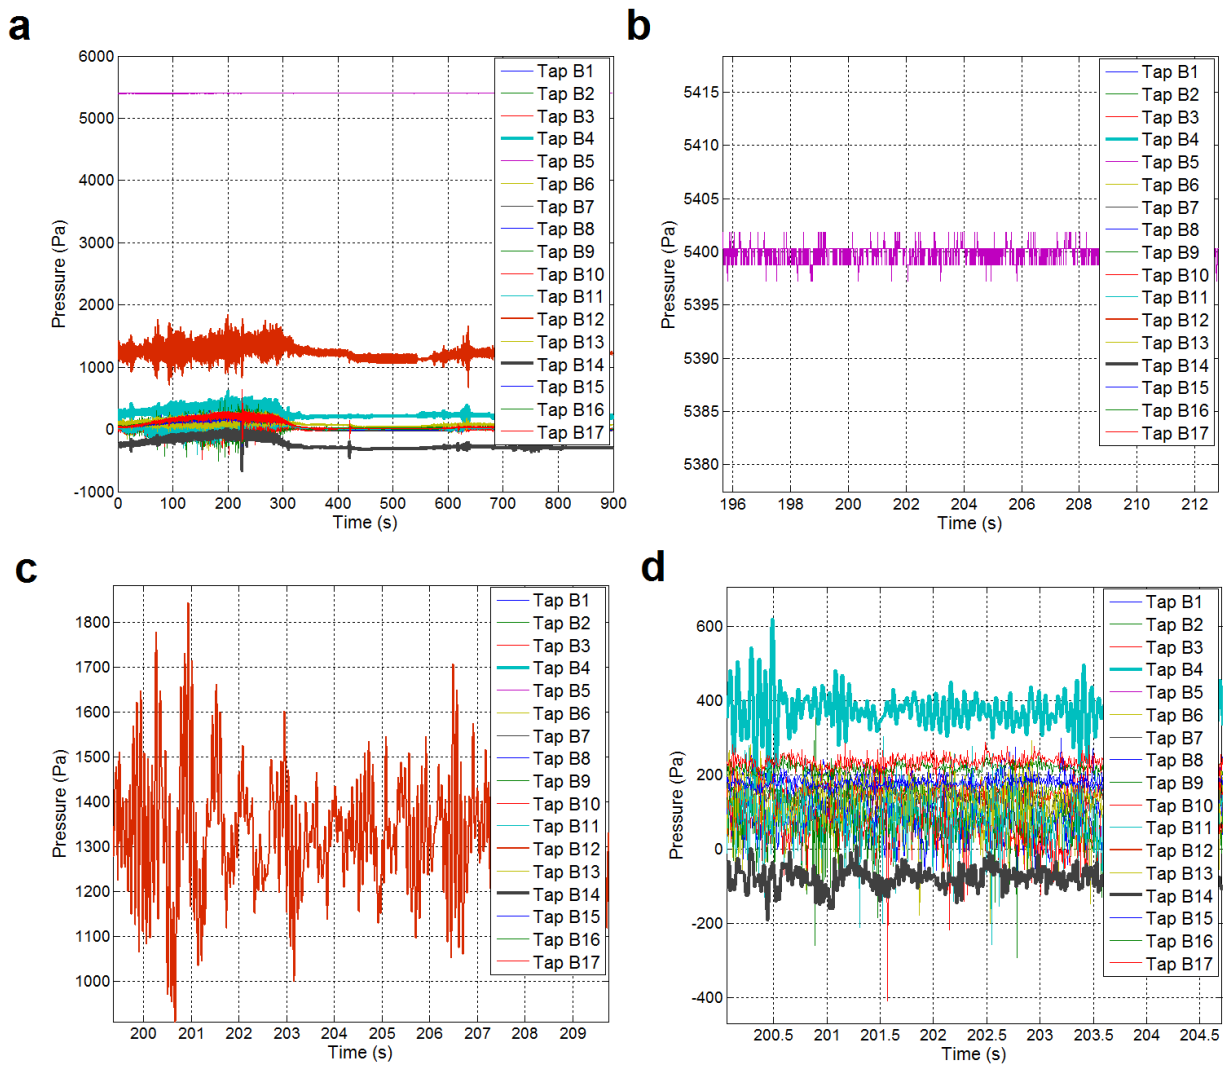 a
6000
5000
4000
3000
2000
1000
0
-1000
Pressure (Pa)
0 100 200 300 400 500 600 700 800 900
Time (s)
Tap B1
Tap B2
Tap B3
Tap B4
Tap B5
Tap B6
Tap B7
Tap B8
Tap B9
Tap B10
Tap B11
Tap B12
Tap B13
Tap B14
Tap B15
Tap B16
Tap B17
b
5415
5410
5405
5400
5395
5390
5385
5380
Pressure (Pa)
196 198 200 202 204 206 208 210 212
Time (s)
Tap B1
Tap B2
Tap B3
Tap B4
Tap B5
Tap B6
Tap B7
Tap B8
Tap B9
Tap B10
Tap B11
Tap B12
Tap B13
Tap B14
Tap B15
Tap B16
Tap B17
c
1800
1700
1600
1500
1400
1300
1200
1100
1000
Pressure (Pa)
200 201 202 203 204 205 206 207 208 209
Time (s)
Tap B1
Tap B2
Tap B3
Tap B4
Tap B5
Tap B6
Tap B7
Tap B8
Tap B9
Tap B10
Tap B11
Tap B12
Tap B13
Tap B14
Tap B15
Tap B16
Tap B17
d
600
400
200
0
-200
-400
Pressure (Pa)
200.5 201 201.5 202 202.5 203 203.5 204 204.5
Time (s)
Tap B1
Tap B2
Tap B3
Tap B4
Tap B5
Tap B6
Tap B7
Tap B8
Tap B9
Tap B10
Tap B11
Tap B12
Tap B13
Tap B14
Tap B15
Tap B16
Tap B17